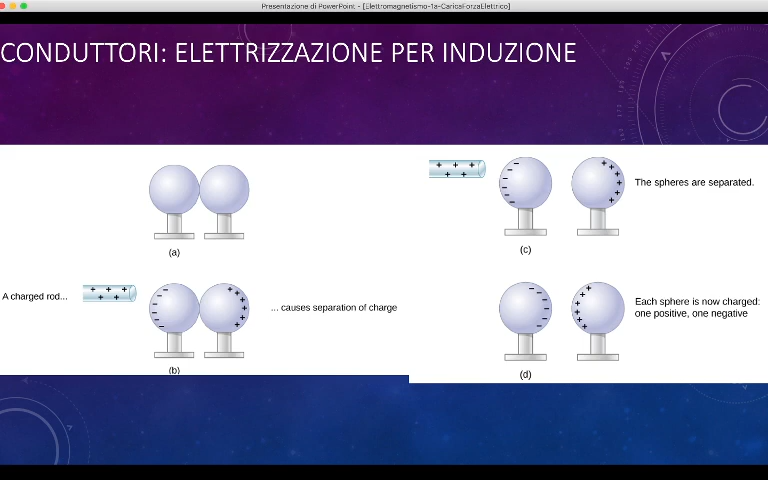 Presentazione di PowerPoint - [Elettromagnetismo-1a-CaricaForzaElettrico]
CONDUTTORI: ELETTRIZZAZIONE PER INDUZIONE
(a)
A charged rod...
+ + +
+ +
... causes separation of charge
(b)
+ + +
+ +
The spheres are separated.
(c)
Each sphere is now charged:
one positive, one negative
(d)